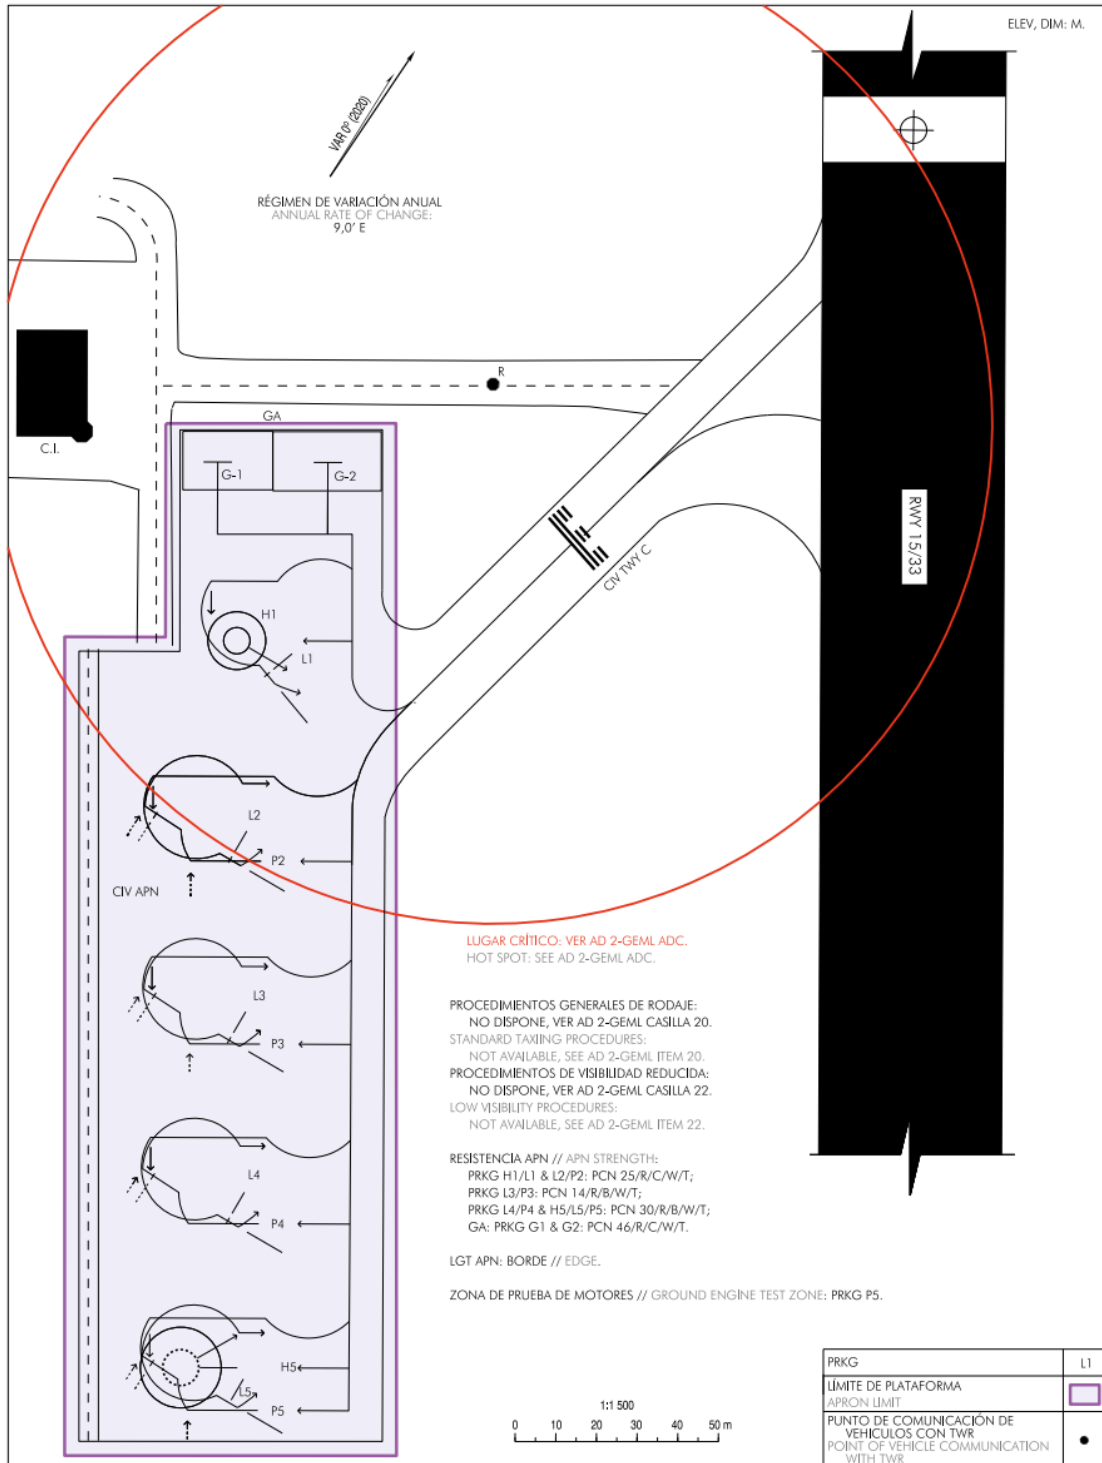 ELEV, DIM: M.
VAR 0° (2020)
RÉGIMEN DE VARIACIÓN ANUAL
ANNUAL RATE OF CHANGE:
9,0' E
R
C.I.
GA
G-1
G-2
H1
L1
CIV TWY C
RWY 15/33
L2
P2
CIV APN
L3
P3
L4
P4
H5
L5
P5
LUGAR CRÍTICO: VER AD 2-GEML ADC.
HOT SPOT: SEE AD 2-GEML ADC.
PROCEDIMIENTOS GENERALES DE RODAJE:
NO DISPONE, VER AD 2-GEML CASILLA 20.
STANDARD TAXIING PROCEDURES:
NOT AVAILABLE, SEE AD 2-GEML ITEM 20.
PROCEDIMIENTOS DE VISIBILIDAD REDUCIDA:
NO DISPONE, VER AD 2-GEML CASILLA 22.
LOW VISIBILITY PROCEDURES:
NOT AVAILABLE, SEE AD 2-GEML ITEM 22.
RESISTENCIA APN // APN STRENGTH:
PRKG H1/L1 & L2/P2: PCN 25/R/C/W/T;
PRKG L3/P3: PCN 14/R/B/W/T;
PRKG L4/P4 & H5/L5/P5: PCN 30/R/B/W/T;
GA: PRKG G1 & G2: PCN 46/R/C/W/T.
LGT APN: BORDE // EDGE.
ZONA DE PRUEBA DE MOTORES // GROUND ENGINE TEST ZONE: PRKG P5.
1:1 500
0 10 20 30 40 50 m
PRKG L1
LÍMITE DE PLATAFORMA
APRON LIMIT
PUNTO DE COMUNICACIÓN DE
VEHÍCULOS CON TWR
POINT OF VEHICLE COMMUNICATION
WITH TWR